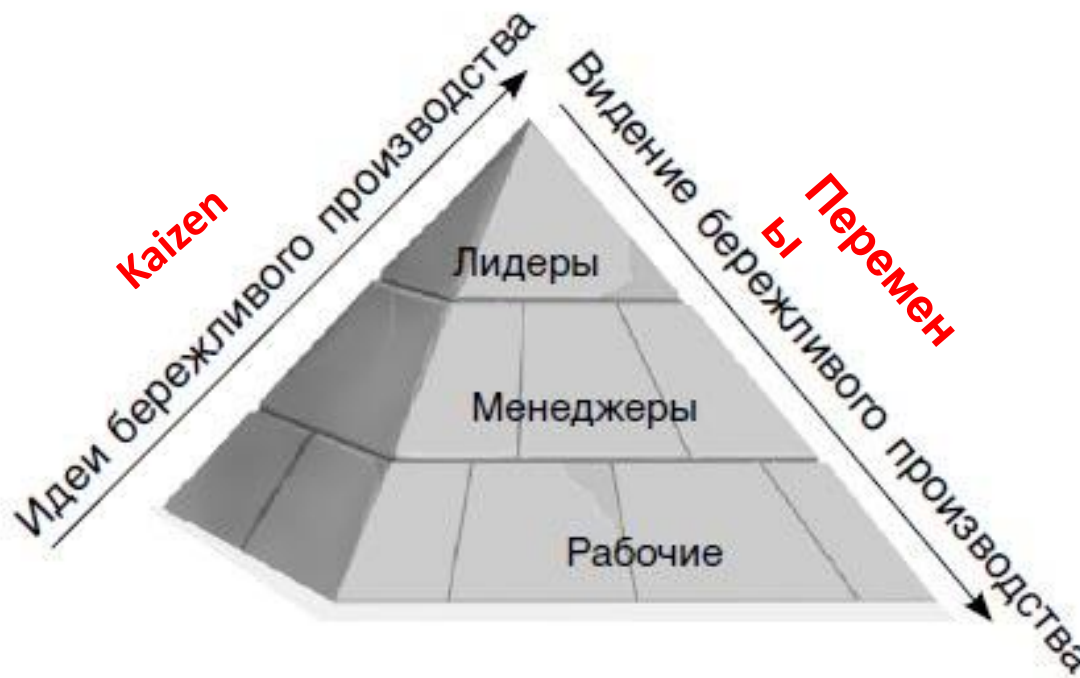 Идеи бережливого производства
Kaizen
Видение бережливого производства
Перемен
ы
Лидеры
Менеджеры
Рабочие